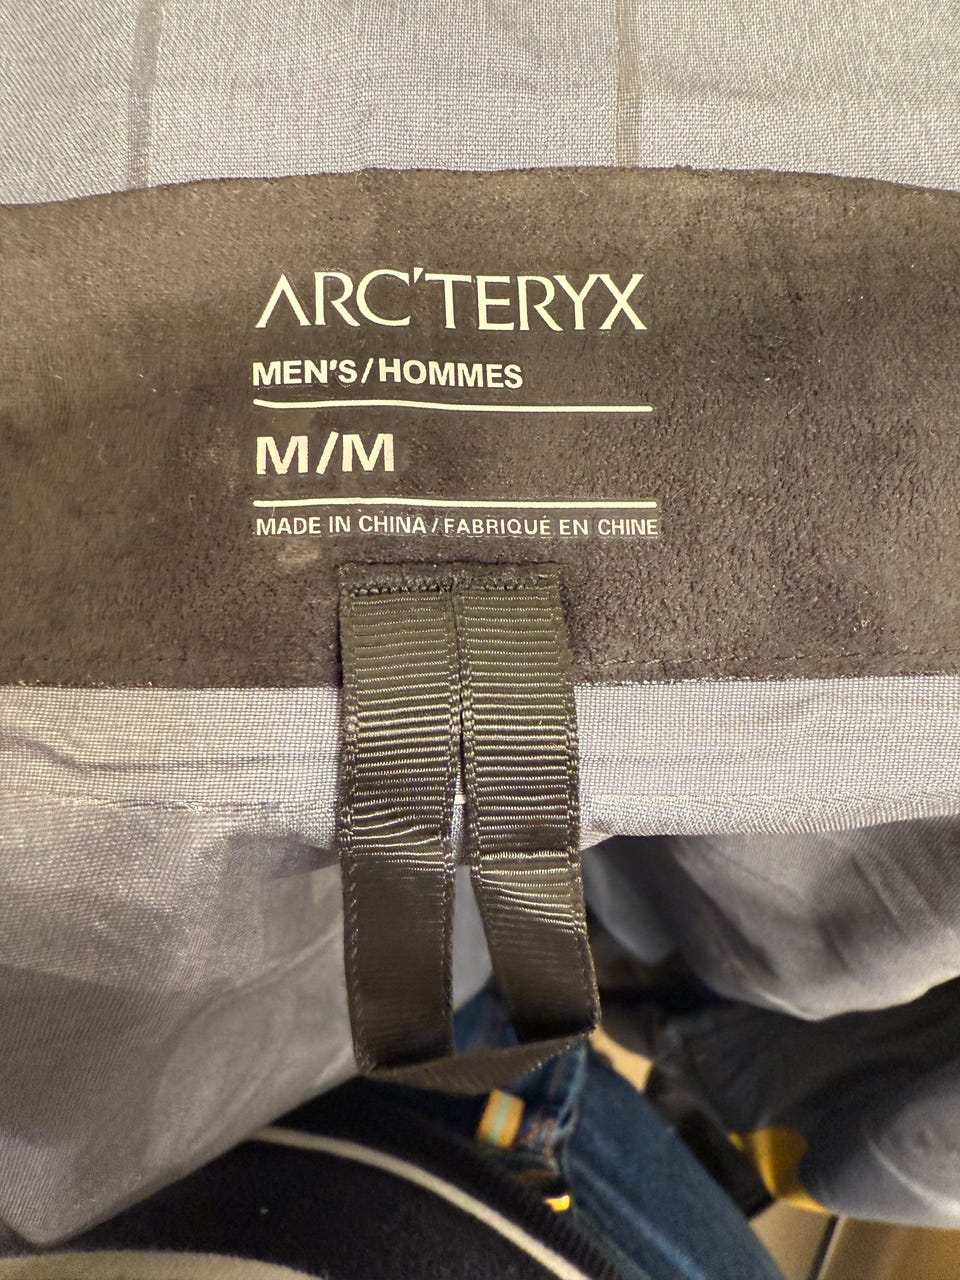 ARC'TERYX
MEN'S/HOMMES
M/M
MADE IN CHINA/FABRIQUÉ EN CHINE